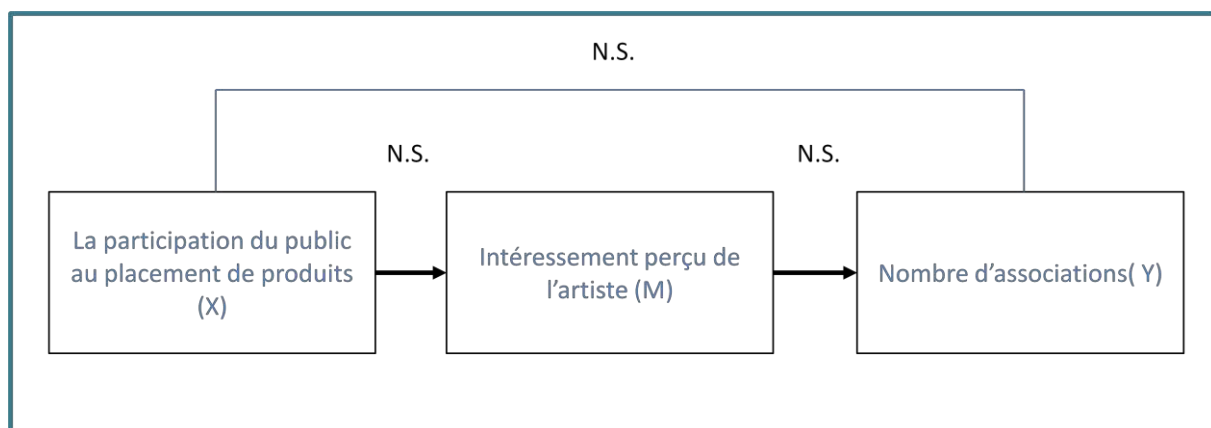 N.S.
N.S.
N.S.
La participation du public
au placement de produits
(X)
Intéressement perçu de
l'artiste (M)
Nombre d'associations( Y)